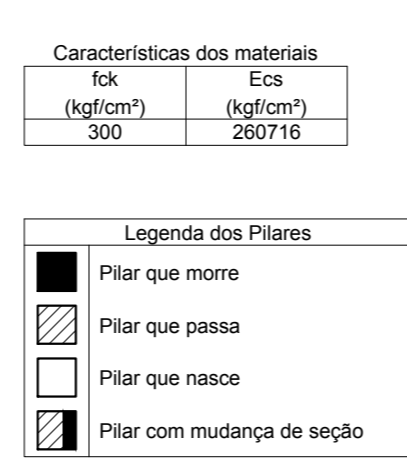 Características dos materiais
fck Ecs
(kgf/cm²) (kgf/cm²)
300 260716
Legenda dos Pilares
Pilar que morre
Pilar que passa
Pilar que nasce
Pilar com mudança de seção